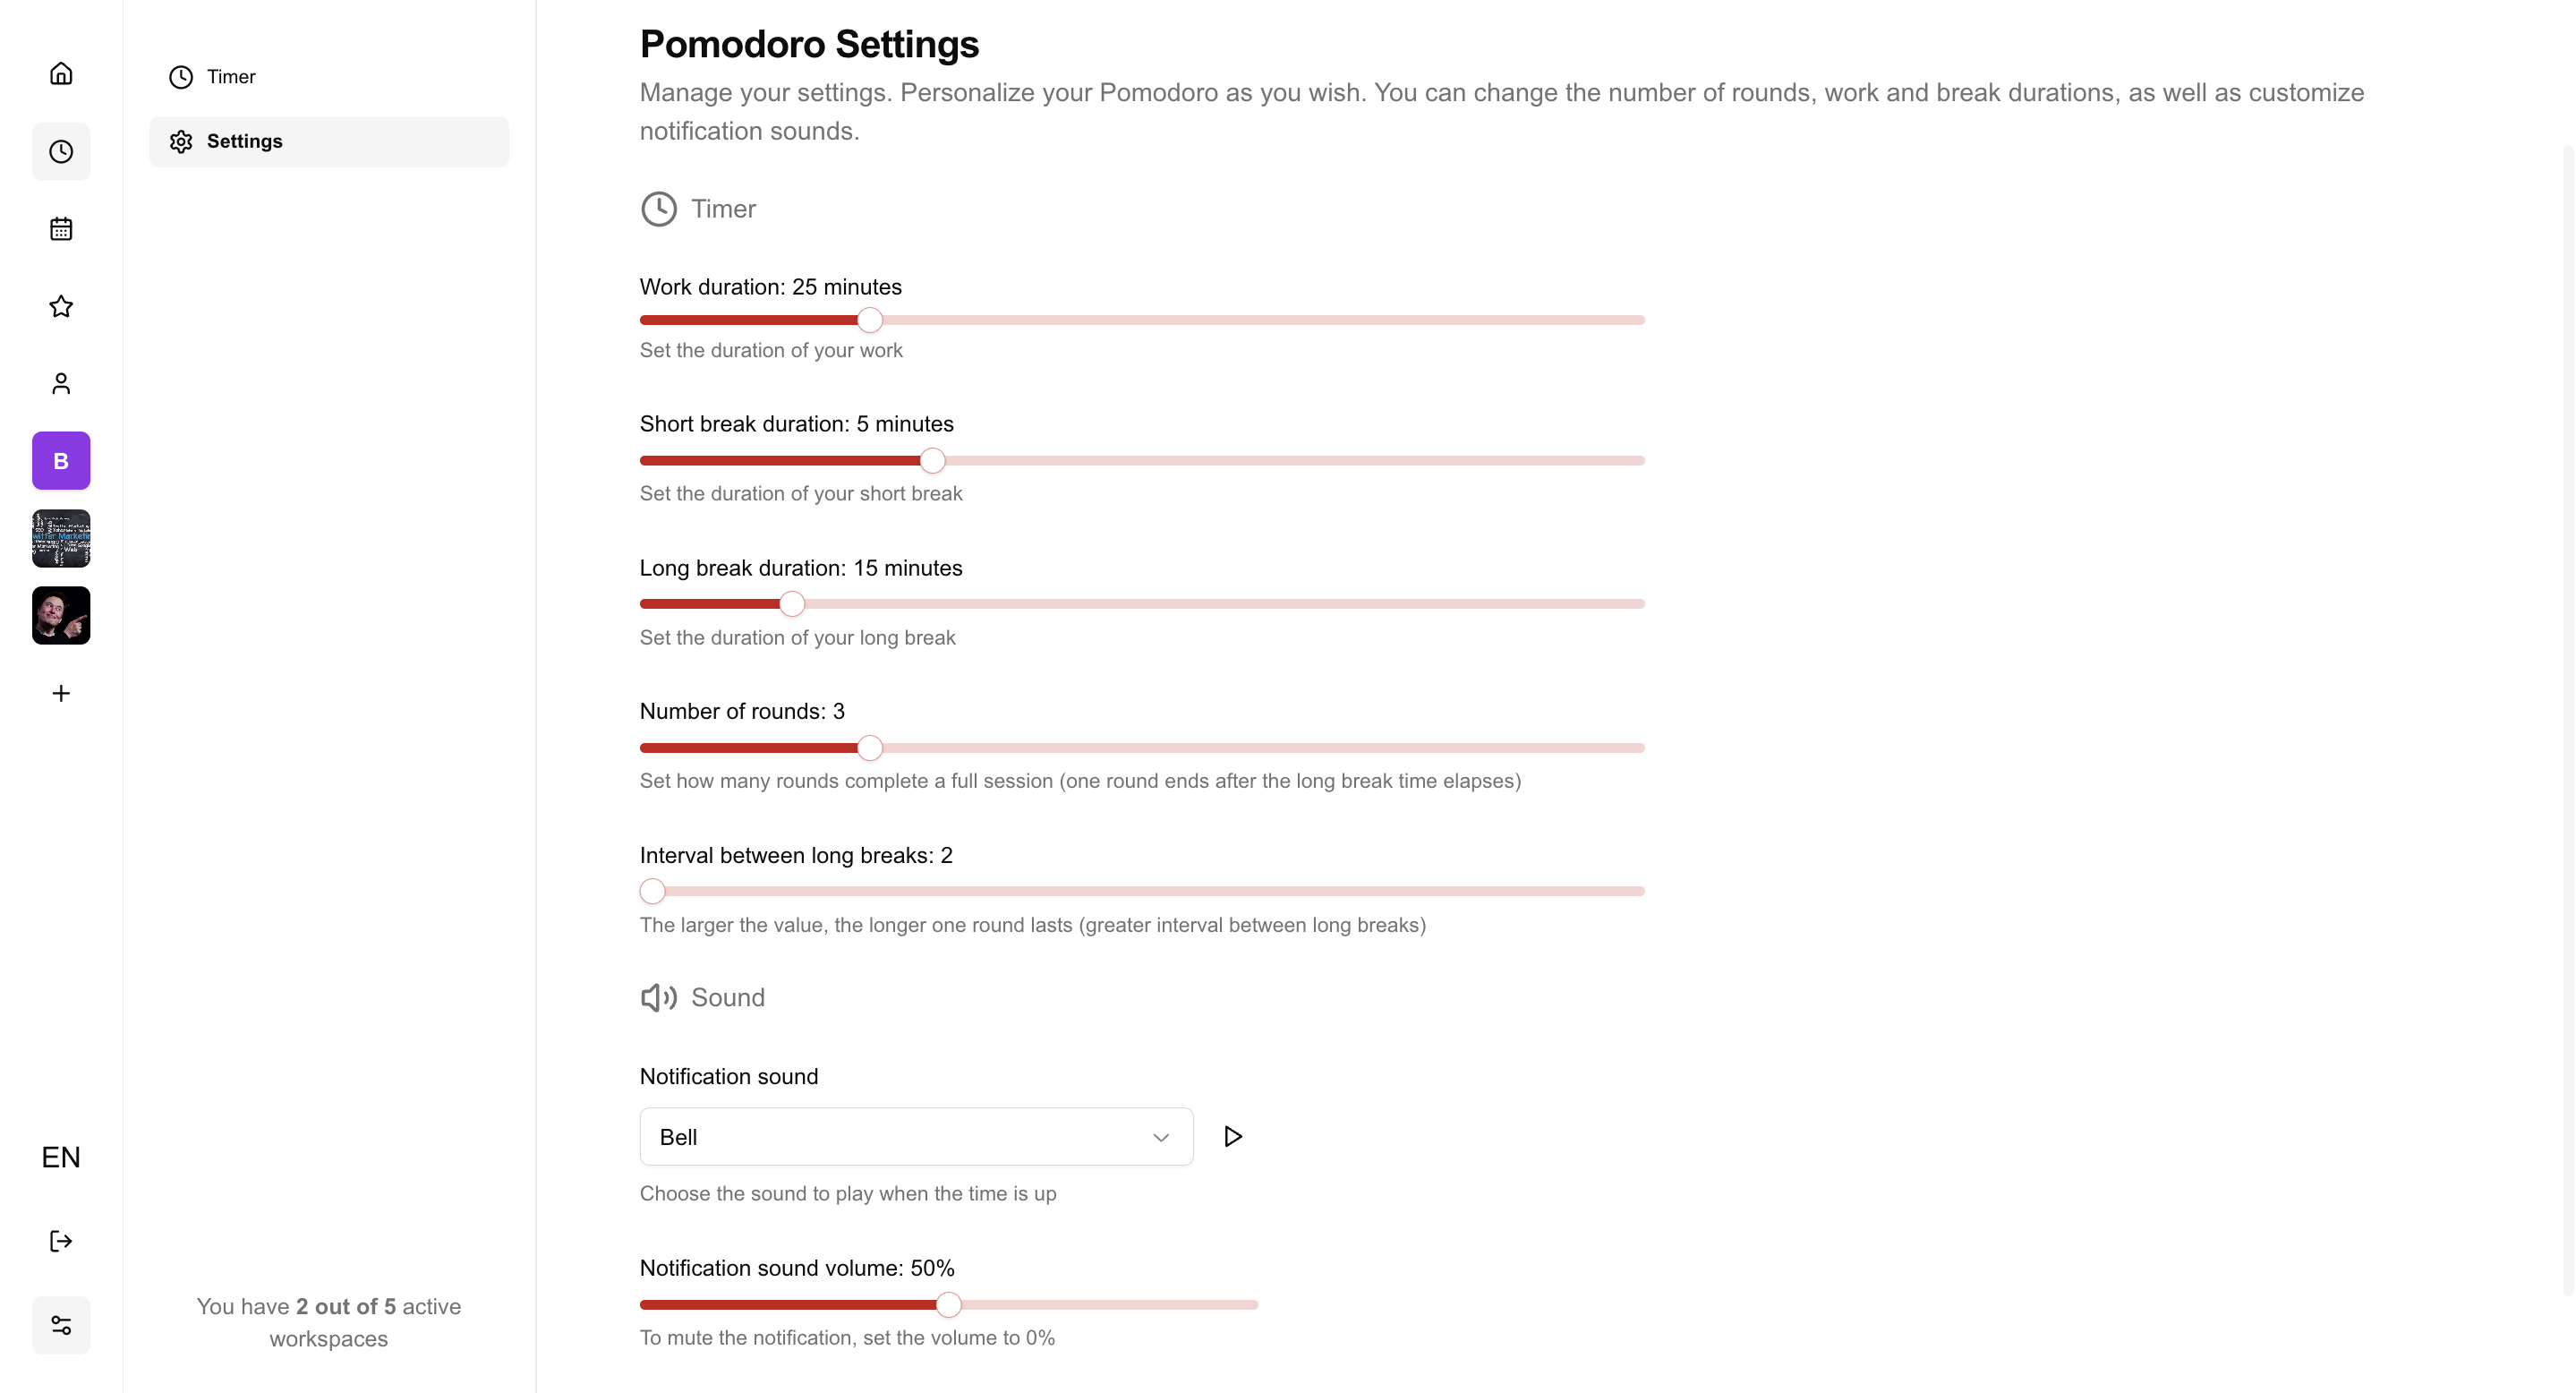 Pomodoro Settings
Manage your settings. Personalize your Pomodoro as you wish. You can change the number of rounds, work and break durations, as well as customize
notification sounds.
Timer
Settings
Timer
Work duration: 25 minutes
Set the duration of your work
Short break duration: 5 minutes
Set the duration of your short break
Long break duration: 15 minutes
Set the duration of your long break
Number of rounds: 3
Set how many rounds complete a full session (one round ends after the long break time elapses)
Interval between long breaks: 2
The larger the value, the longer one round lasts (greater interval between long breaks)
Sound
Notification sound
Bell
Choose the sound to play when the time is up
Notification sound volume: 50%
To mute the notification, set the volume to 0%
B
Web
EN
You have 2 out of 5 active
workspaces